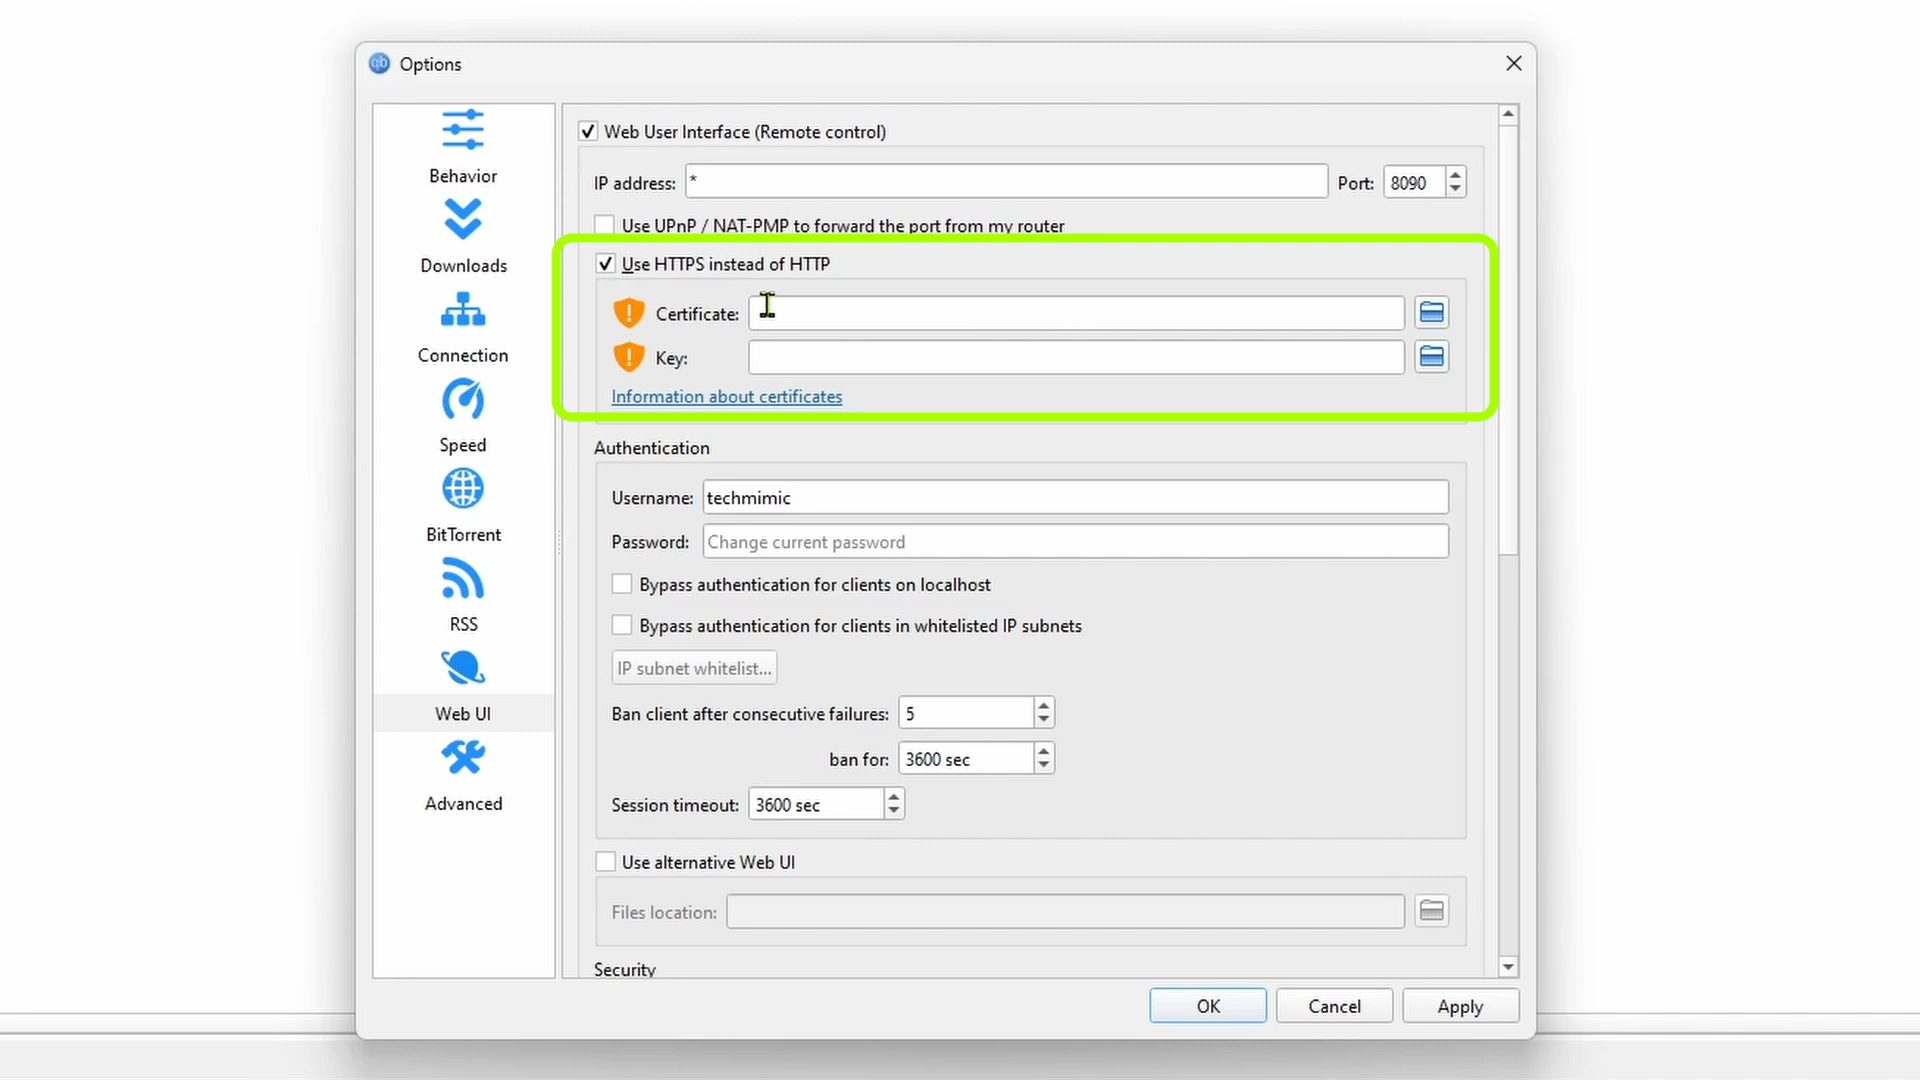 Options
Behavior
Downloads
Connection
Speed
BitTorrent
RSS
Web UI
Advanced
Web User Interface (Remote control)
IP address: * Port: 8090
Use UPnP / NAT-PMP to forward the port from my router
Use HTTPS instead of HTTP
Certificate:
Key:
Information about certificates
Authentication
Username: techmimic
Password: Change current password
Bypass authentication for clients on localhost
Bypass authentication for clients in whitelisted IP subnets
IP subnet whitelist...
Ban client after consecutive failures: 5
ban for: 3600 sec
Session timeout: 3600 sec
Use alternative Web UI
Files location:
Security
OK Cancel Apply